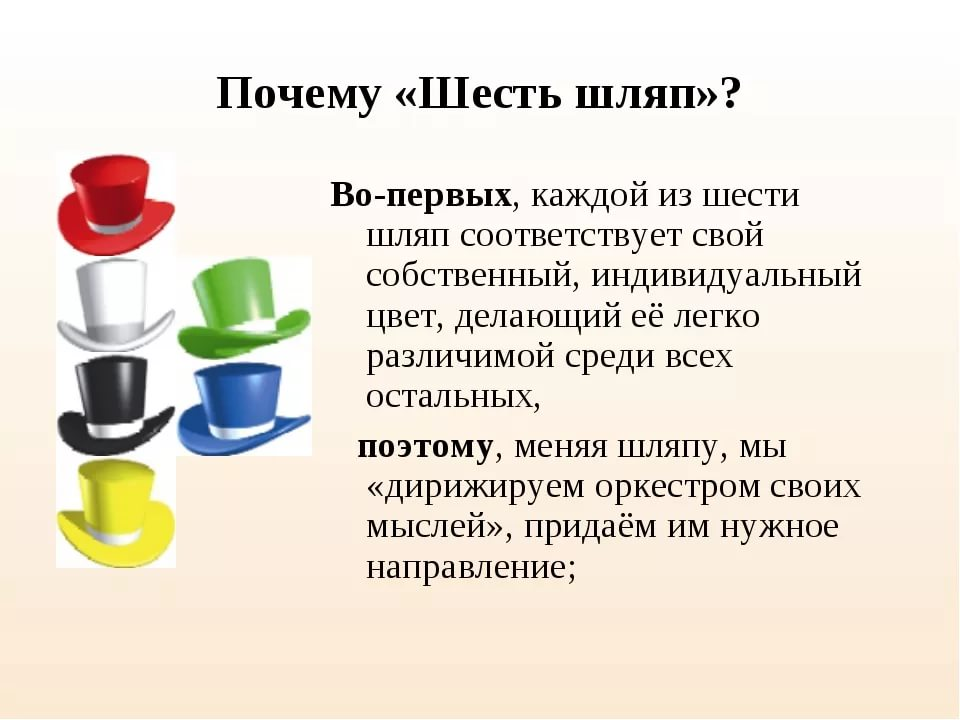 Почему «Шесть шляп»?
Во-первых, каждой из шести
шляп соответствует свой
собственный, индивидуальный
цвет, делающий её легко
различимой среди всех
остальных,
поэтому, меняя шляпу, мы
«дирижируем оркестром своих
мыслей», придаём им нужное
направление;